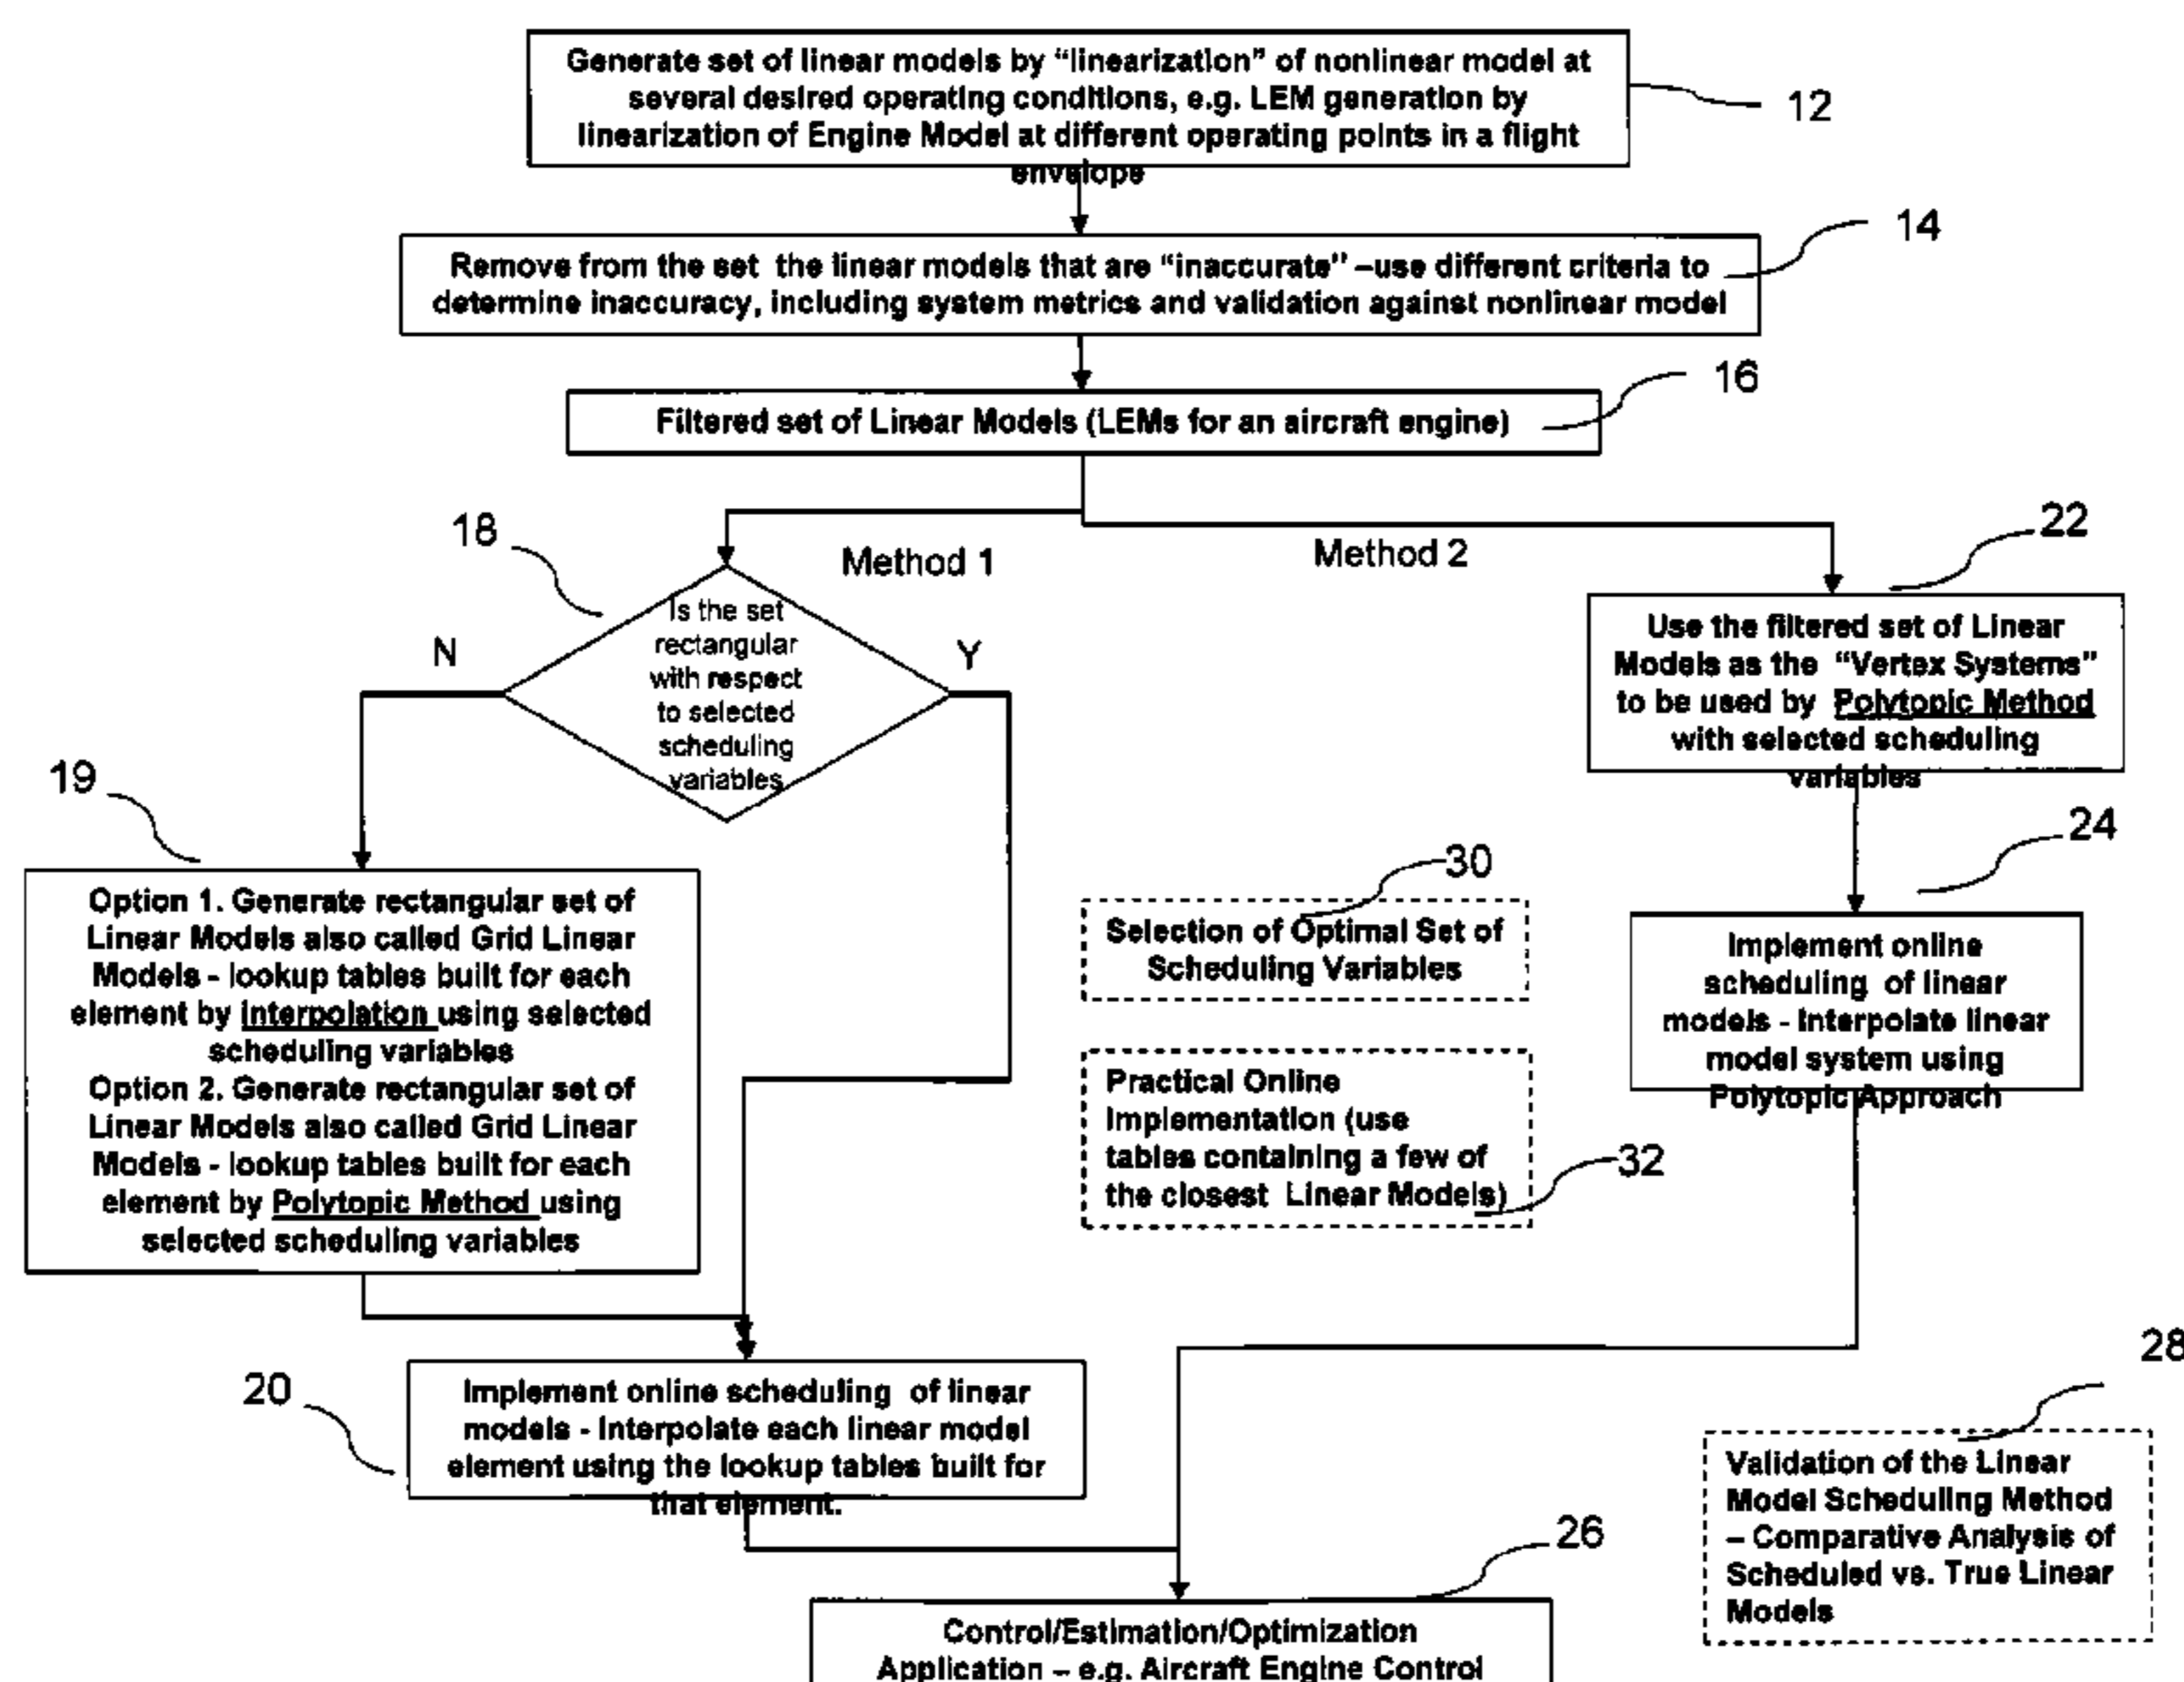 Generate set of linear models by “linearization” of nonlinear model at
several desired operating conditions, e.g. LEM generation by
linearization of Engine Model at different operating points in a flight
envelope
12
Remove from the set the linear models that are “inaccurate” –use different criteria to
determine inaccuracy, including system metrics and validation against nonlinear model
14
Filtered set of Linear Models (LEMs for an aircraft engine)
16
18
Method 1
Method 2
22
Is the set
rectangular
with respect
to selected
scheduling
variables
N
Y
Use the filtered set of Linear
Models as the “Vertex Systems”
to be used by Polytopic Method
with selected scheduling
variables
19
24
Option 1. Generate rectangular set of
Linear Models also called Grid Linear
Models - lookup tables built for each
element by interpolation using selected
scheduling variables
Option 2. Generate rectangular set of
Linear Models also called Grid Linear
Models - lookup tables built for each
element by Polytopic Method using
selected scheduling variables
30
Selection of Optimal Set of
Scheduling Variables
Implement online
scheduling of linear
models - Interpolate linear
model system using
Polytopic Approach
Practical Online
Implementation (use
tables containing a few of
the closest Linear Models)
32
20
Implement online scheduling of linear
models - Interpolate each linear model
element using the lookup tables built for
that element.
28
Validation of the Linear
Model Scheduling Method
– Comparative Analysis of
Scheduled vs. True Linear
Models
26
Control/Estimation/Optimization
Application – e.g. Aircraft Engine Control